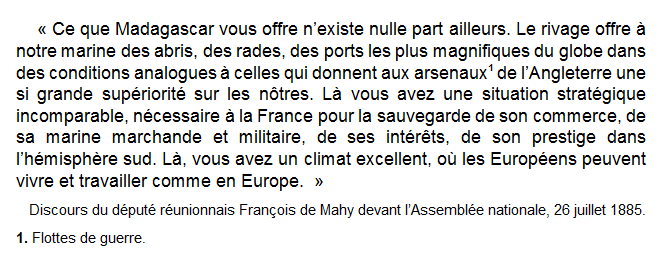 « Ce que Madagascar vous offre n’existe nulle part ailleurs. Le rivage offre à
notre marine des abris, des rades, des ports les plus magnifiques du globe dans
des conditions analogues à celles qui donnent aux arsenaux¹ de l’Angleterre une
si grande supériorité sur les nôtres. Là vous avez une situation stratégique
incomparable, nécessaire à la France pour la sauvegarde de son commerce, de
sa marine marchande et militaire, de ses intérêts, de son prestige dans
l’hémisphère sud. Là, vous avez un climat excellent, où les Européens peuvent
vivre et travailler comme en Europe. »
Discours du député réunionnais François de Mahy devant l’Assemblée nationale, 26 juillet 1885.
1. Flottes de guerre.